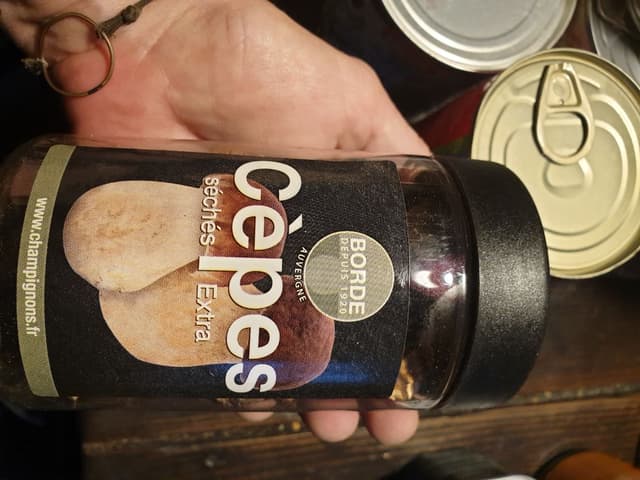 BORDE
DEPUIS 1920
AUVERGNE
cèpes
séchés Extra
www.champignons.fr